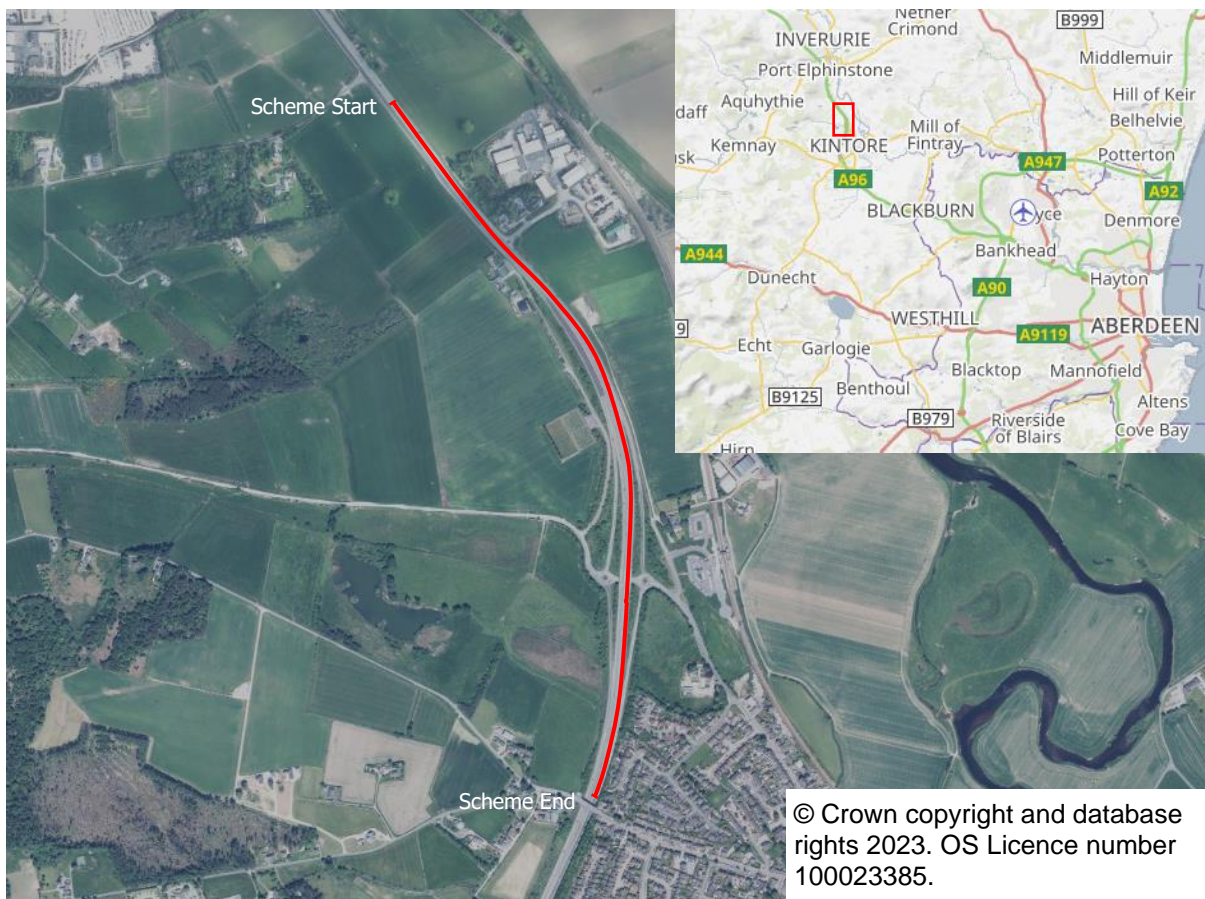 Scheme Start
Scheme End
Nether
Crimond
B999
INVERURIE
Middlemuir
Port Elphinstone
Hill of Keir
Aquhythie
Belhelvie
daff
Mill of
Fintray
Kemnay
KINTORE
Potterton
A947
A96
A92
BLACKBURN
yce
Denmore
Bankhead
A944
Hayton
Dunecht
A90
WESTHILL
ABERDEEN
A9119
Echt
Garlogie
Blacktop
Mannofield
Benthoul
Altens
B9125
B979
Riverside
of Blairs
Cove Bay
Hirn
© Crown copyright and database
rights 2023. OS Licence number
100023385.